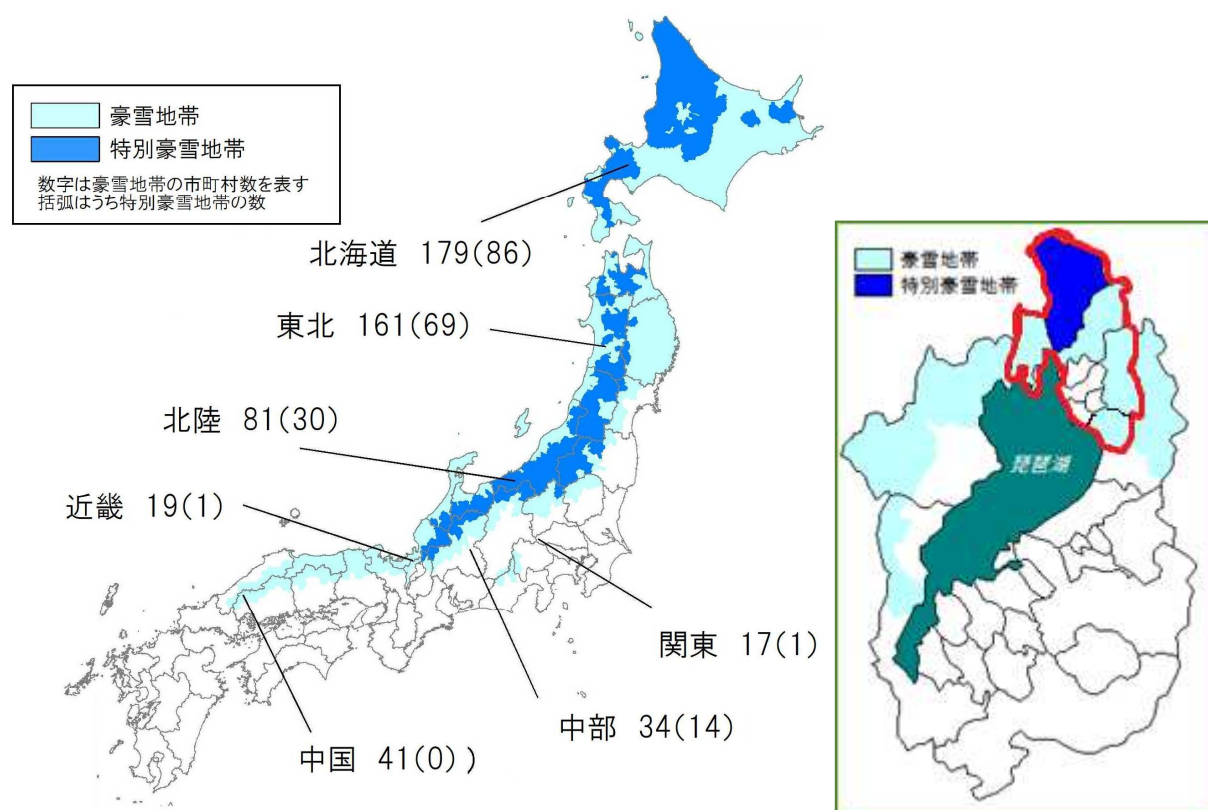 豪雪地帯
特別豪雪地帯
数字は豪雪地帯の市町村数を表す
括弧はうち特別豪雪地帯の数
北海道 179(86)
東北 161(69)
北陸 81(30)
近畿 19(1)
関東 17(1)
中部 34(14)
中国 41(0) )
豪雪地帯
特別豪雪地帯
琵琶湖